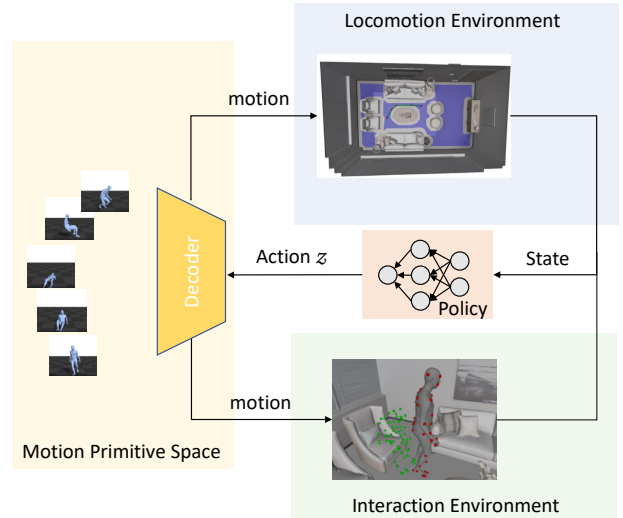 Locomotion Environment
motion
Decoder
Action z
State
Policy
motion
Motion Primitive Space
Interaction Environment